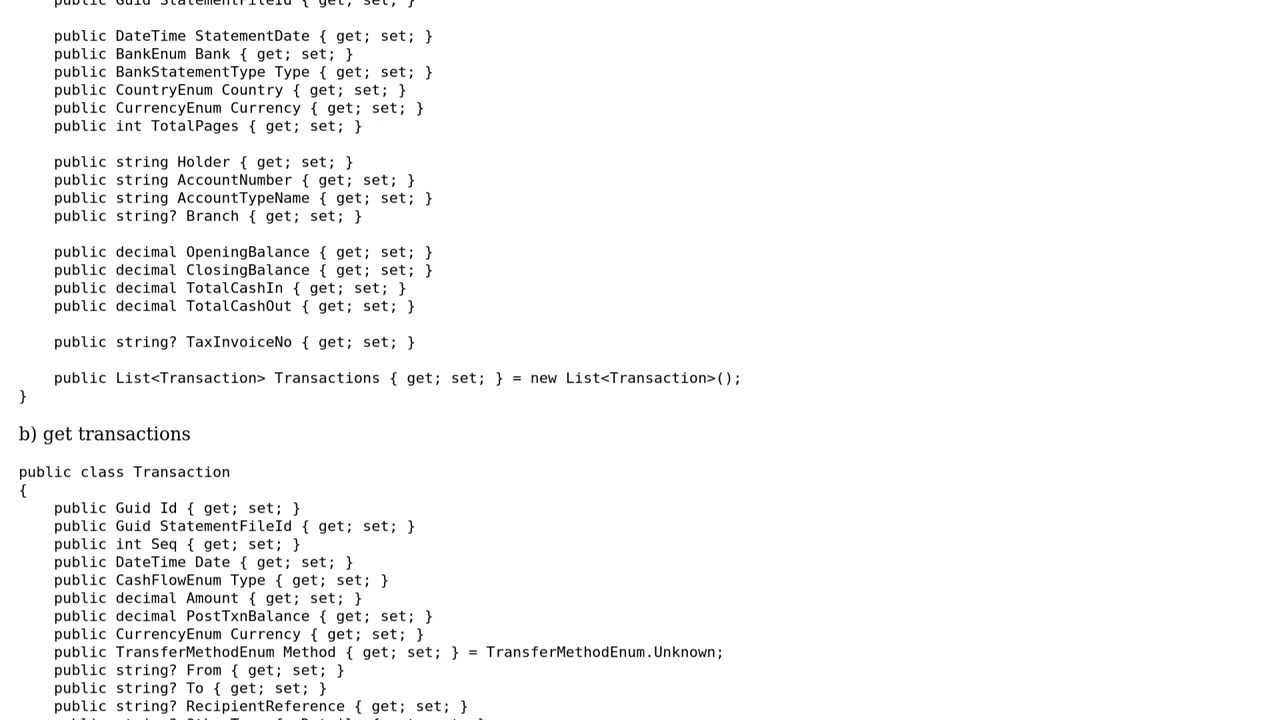 public Guid StatementFileId { get; set; }
public DateTime StatementDate { get; set; }
public BankEnum Bank { get; set; }
public BankStatementType Type { get; set; }
public CountryEnum Country { get; set; }
public CurrencyEnum Currency { get; set; }
public int TotalPages { get; set; }
public string Holder { get; set; }
public string AccountNumber { get; set; }
public string AccountTypeName { get; set; }
public string? Branch { get; set; }
public decimal OpeningBalance { get; set; }
public decimal ClosingBalance { get; set; }
public decimal TotalCashIn { get; set; }
public decimal TotalCashOut { get; set; }
public string? TaxInvoiceNo { get; set; }
public List<Transaction> Transactions { get; set; } = new List<Transaction>();
}
b) get transactions
public class Transaction
{
public Guid Id { get; set; }
public Guid StatementFileId { get; set; }
public int Seq { get; set; }
public DateTime Date { get; set; }
public CashFlowEnum Type { get; set; }
public decimal Amount { get; set; }
public decimal PostTxnBalance { get; set; }
public CurrencyEnum Currency { get; set; }
public TransferMethodEnum Method { get; set; } = TransferMethodEnum.Unknown;
public string? From { get; set; }
public string? To { get; set; }
public string? RecipientReference { get; set; }